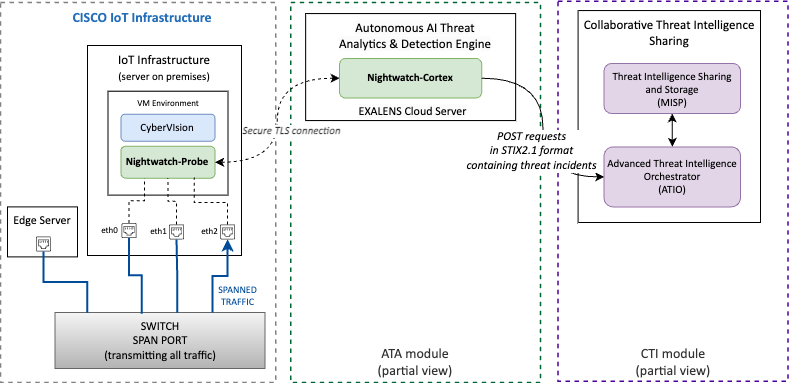 CISCO IoT Infrastructure
IoT Infrastructure
(server on premises)
VM Environment
CyberVIsion
Nightwatch-Probe
Edge Server
eth0
eth1
eth2
SPANNED
TRAFFIC
SWITCH
SPAN PORT
(transmitting all traffic)
Secure TLS connection
Autonomous AI Threat
Analytics & Detection Engine
Nightwatch-Cortex
EXALENS Cloud Server
POST requests
in STIX2.1 format
containing threat incidents
ATA module
(partial view)
Collaborative Threat Intelligence
Sharing
Threat Intelligence Sharing
and Storage
(MISP)
Advanced Threat Intelligence
Orchestrator
(ATIO)
CTI module
(partial view)